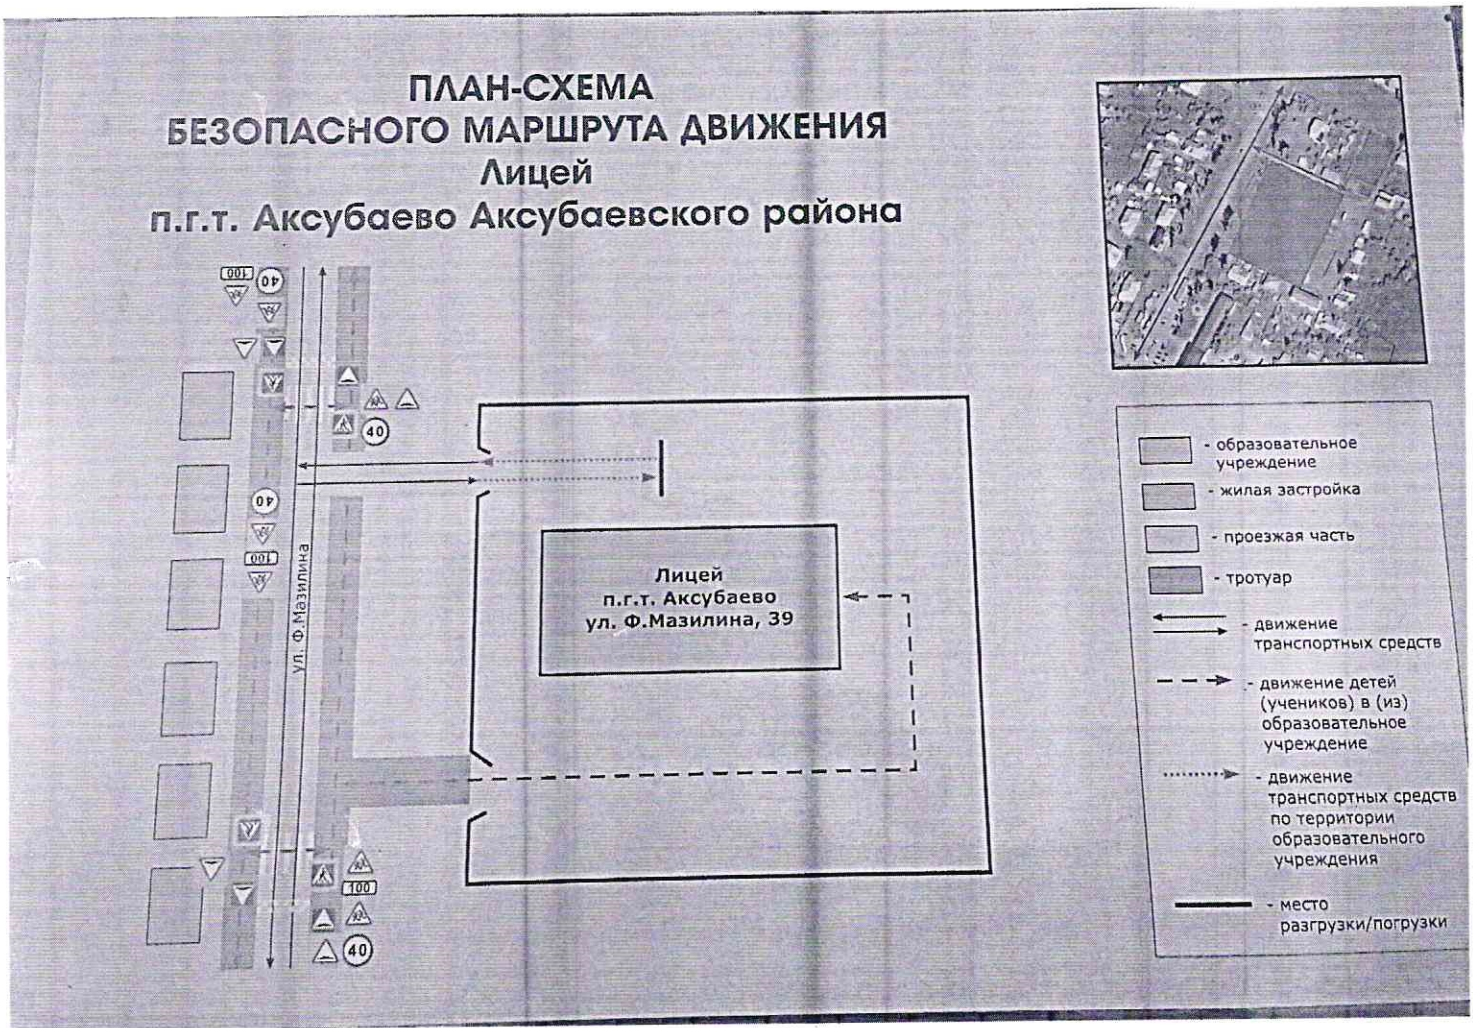 ПЛАН-СХЕМА
БЕЗОПАСНОГО МАРШРУТА ДВИЖЕНИЯ
Лицей
п.г.т. Аксубаево Аксубаевского района
100
40
40
40
100
ул. Ф.Мазилина
100
40
Лицей
п.г.т. Аксубаево
ул. Ф.Мазилина, 39
- образовательное
учреждение
- жилая застройка
- проезжая часть
- тротуар
- движение
транспортных средств
- движение детей
(учеников) в (из)
образовательное
учреждение
- движение
транспортных средств
по территории
образовательного
учреждения
- место
разгрузки/погрузки